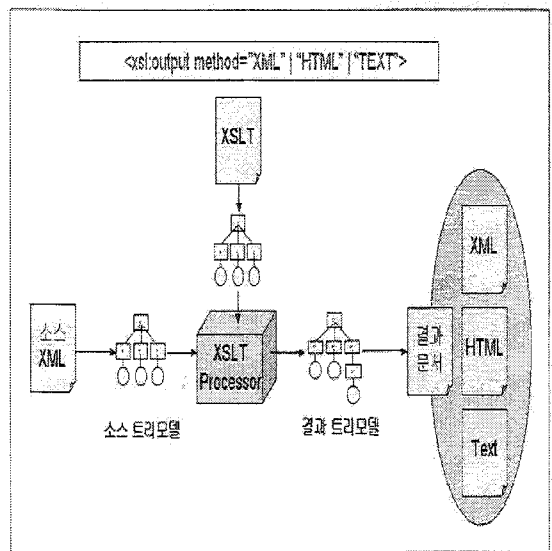 <xsl:output method="XML" | "HTML" | "TEXT">
XSLT
소스
XML
XSLT
Processor
소스 트리모델
결과 트리모델
결과
문서
XML
HTML
Text